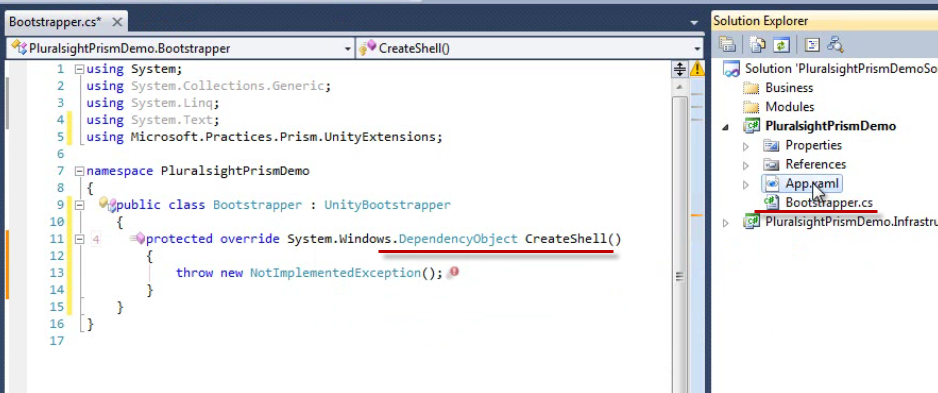 Bootstrapper.cs*
PluralsightPrismDemo.Bootstrapper
CreateShell()
1 using System;
2 using System.Collections.Generic;
3 using System.Linq;
4 using System.Text;
5 using Microsoft.Practices.Prism.UnityExtensions;
6
7 namespace PluralsightPrismDemo
8 {
9 public class Bootstrapper : UnityBootstrapper
10 {
11 4 protected override System.Windows.DependencyObject CreateShell()
12 {
13 throw new NotImplementedException();
14 }
15 }
16 }
17
Solution Explorer
Solution 'PluralsightPrismDemoSo
Business
Modules
PluralsightPrismDemo
Properties
References
App.xaml
Bootstrapper.cs
PluralsightPrismDemo.Infrastru